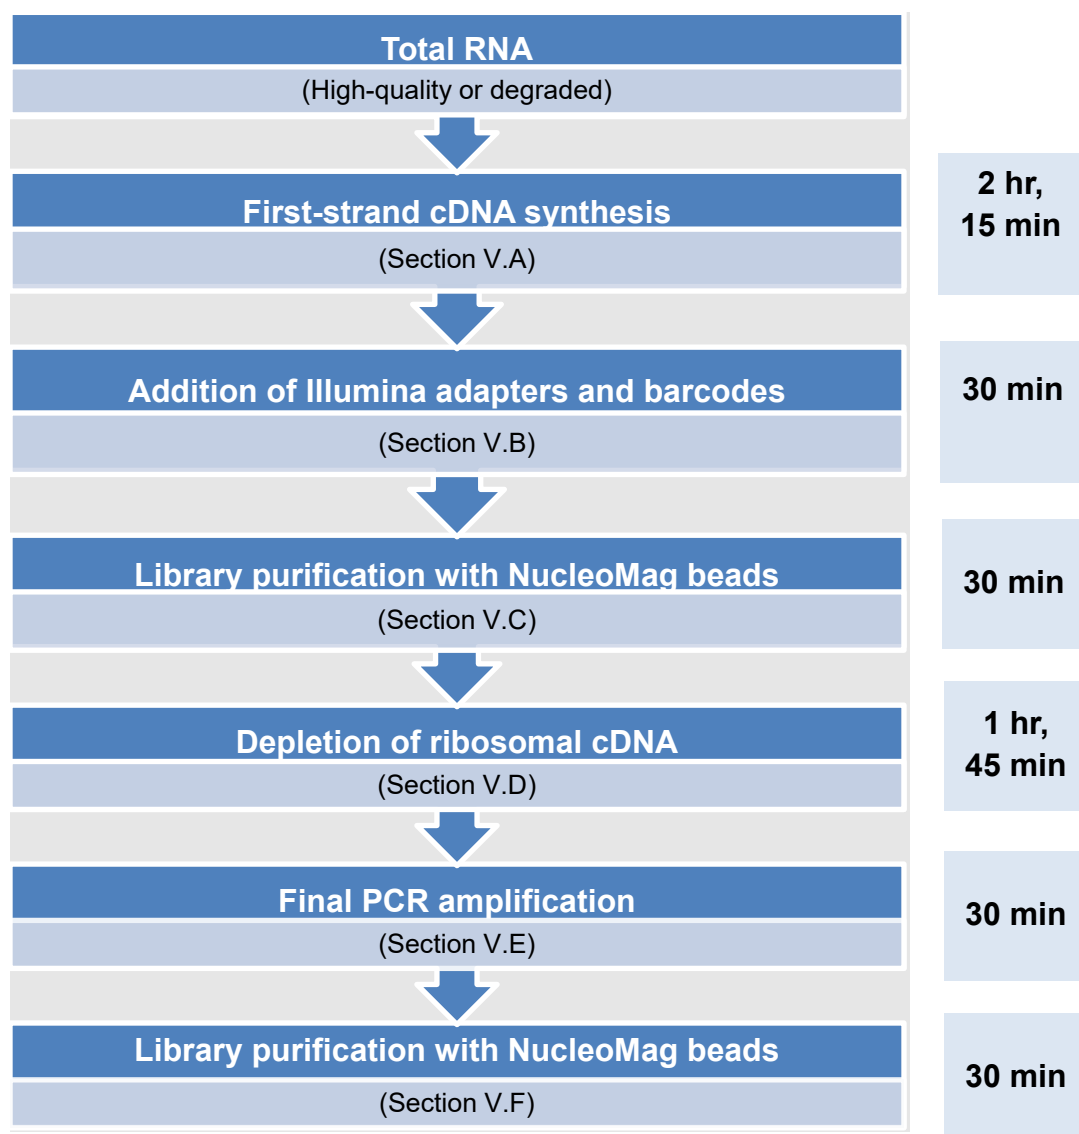 Total RNA
(High-quality or degraded)
First-strand cDNA synthesis
(Section V.A)
2 hr,
15 min
Addition of Illumina adapters and barcodes
(Section V.B)
30 min
Library purification with NucleoMag beads
(Section V.C)
30 min
Depletion of ribosomal cDNA
(Section V.D)
1 hr,
45 min
Final PCR amplification
(Section V.E)
30 min
Library purification with NucleoMag beads
(Section V.F)
30 min